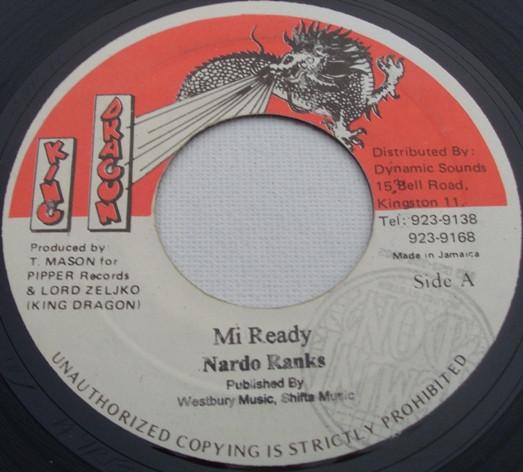 KING
DRAGON
Distributed By:
Dynamic Sounds
15, Bell Road,
Kingston 11.
Tel: 923-9138
923-9168
Made in Jamaica
Side A
Produced by:
T. MASON for
PIPPER Records
& LORD ZELJKO
(KING DRAGON)
Mi Ready
Nardo Ranks
Published By
Westbury Music, Shifta Music
UNAUTHORIZED COPYING IS STRICTLY PROHIBITED